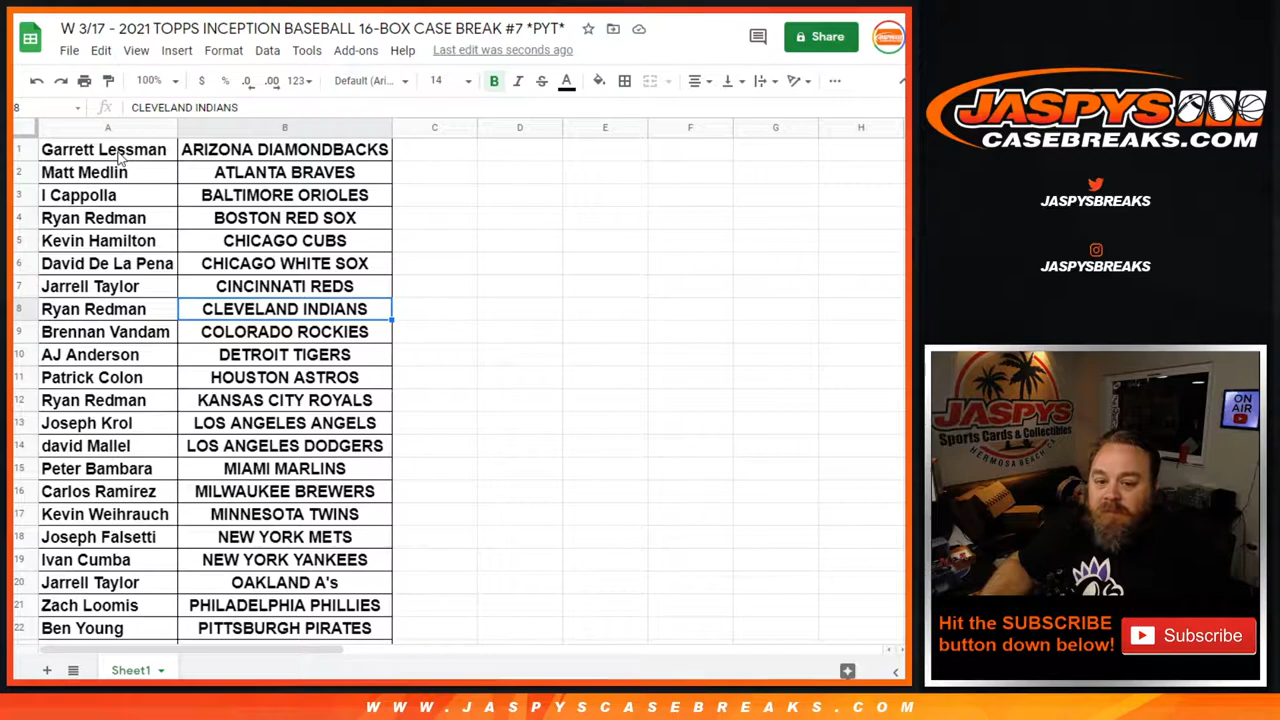 W 3/17 - 2021 TOPPS INCEPTION BASEBALL 16-BOX CASE BREAK #7 *PYT*
File Edit View Insert Format Data Tools Add-ons Help Last edit was seconds ago
Share
100% $ % .0 .00 123 Default (Ari... 14 B I S A
8 fx CLEVELAND INDIANS
A B C D E F G H
1 Garrett Lessman ARIZONA DIAMONDBACKS
2 Matt Medlin ATLANTA BRAVES
3 I Cappolla BALTIMORE ORIOLES
4 Ryan Redman BOSTON RED SOX
5 Kevin Hamilton CHICAGO CUBS
6 David De La Pena CHICAGO WHITE SOX
7 Jarrell Taylor CINCINNATI REDS
8 Ryan Redman CLEVELAND INDIANS
9 Brennan Vandam COLORADO ROCKIES
10 AJ Anderson DETROIT TIGERS
11 Patrick Colon HOUSTON ASTROS
12 Ryan Redman KANSAS CITY ROYALS
13 Joseph Krol LOS ANGELES ANGELS
14 david Mallel LOS ANGELES DODGERS
15 Peter Bambara MIAMI MARLINS
16 Carlos Ramirez MILWAUKEE BREWERS
17 Kevin Weihrauch MINNESOTA TWINS
18 Joseph Falsetti NEW YORK METS
19 Ivan Cumba NEW YORK YANKEES
20 Jarrell Taylor OAKLAND A's
21 Zach Loomis PHILADELPHIA PHILLIES
22 Ben Young PITTSBURGH PIRATES
Sheet1
JASPYS
CASEBREAKS.COM
JASPYSBREAKS
JASPYSBREAKS
JASPYS
Sports Cards & Collectibles
HERMOSA BEACH CA
ON AIR
Hit the SUBSCRIBE
button down below!
Subscribe
WWW.JASPYSCASEBREAKS.COM